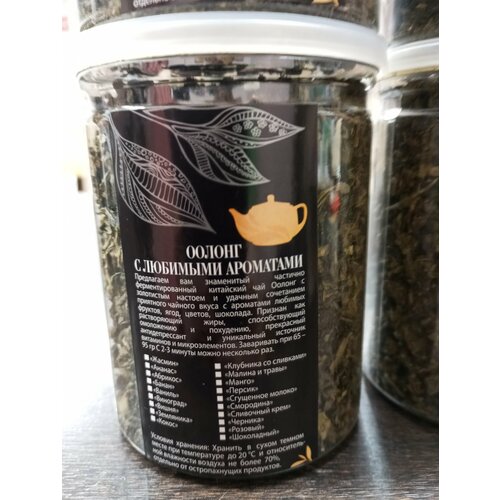 отдельно от
ООЛОНГ
С ЛЮБИМЫМИ АРОМАТАМИ
Предлагаем вам знаменитый частично
ферментированный китайский чай Оолонг с
золотистым настоем и удачным сочетанием
приятного чайного вкуса с ароматами любимых
фруктов, ягод, цветов, шоколада. Признан как
растворяющий жиры, способствующий
омоложению и похудению, прекрасный
антидепрессант и уникальный источник
витаминов и микроэлементов. Заваривать при 65 –
95 гр С 2-3 минуты можно несколько раз.
«Жасмин»
«Ананас»
«Абрикос»
«Банан»
«Ваниль»
«Виноград»
«Вишня»
«Земляника»
«Кокос»
«Клубника со сливками»
«Малина и травы»
«Манго»
«Персик»
«Сгущенное молоко»
«Смородина»
«Сливочный крем»
«Черника»
«Розовый»
«Шоколадный»
Условия хранения: Хранить в сухом темном
месте при температуре до 20°С и относитель-
ной влажности воздуха не более 70%,
отдельно от остропахнущих продуктов.